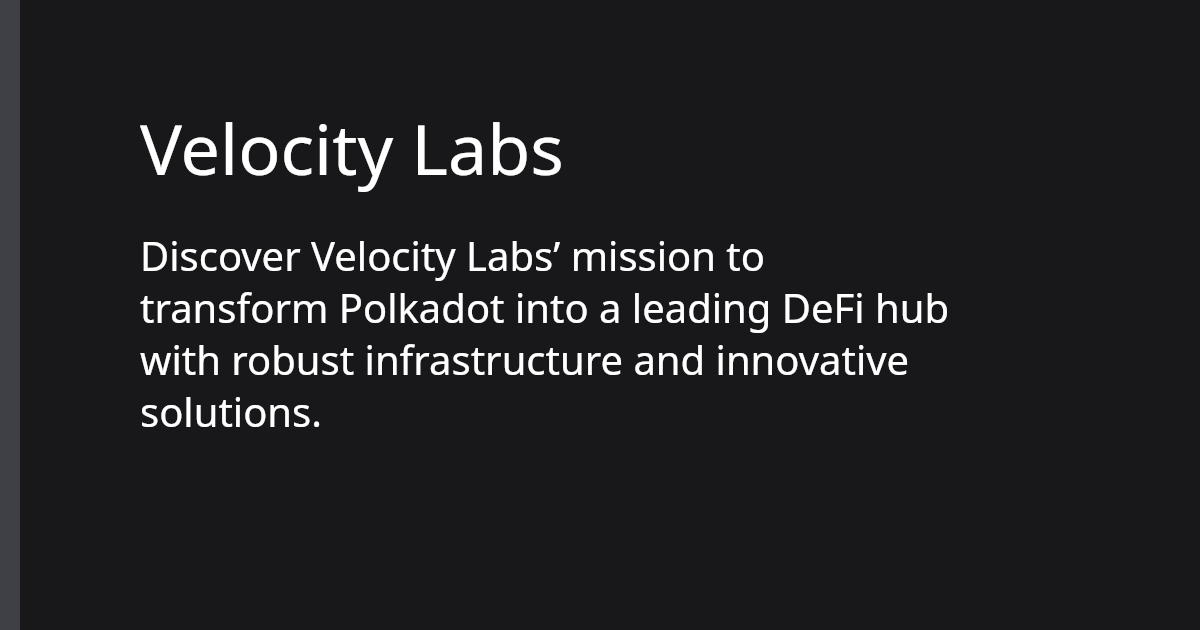 Velocity Labs
Discover Velocity Labs’ mission to
transform Polkadot into a leading DeFi hub
with robust infrastructure and innovative
solutions.